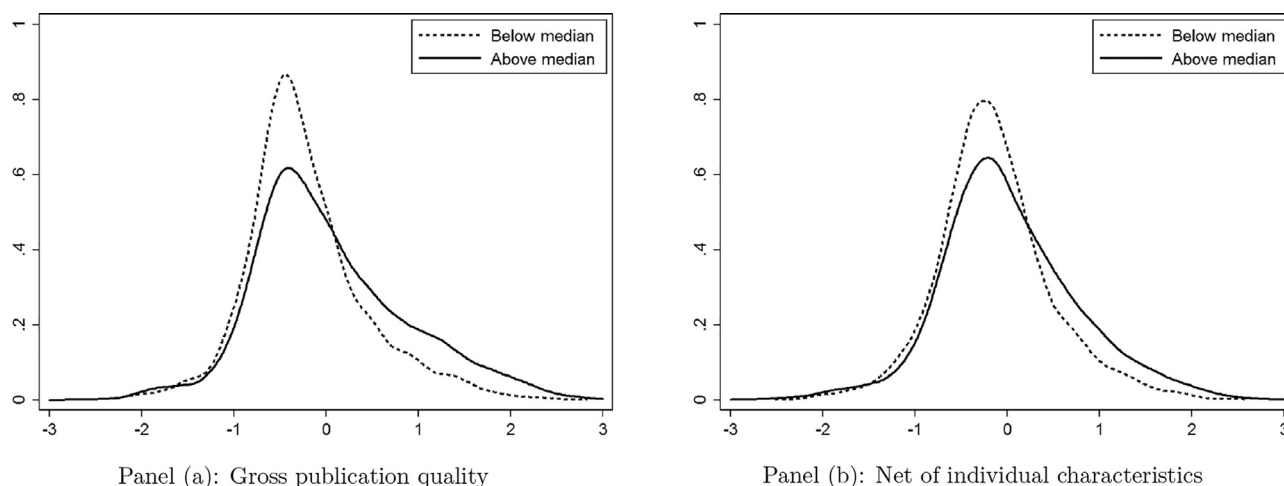 1
.8
.6
.4
.2
0
-3 -2 -1 0 1 2 3
Below median
Above median
Panel (a): Gross publication quality
1
.8
.6
.4
.2
0
-3 -2 -1 0 1 2 3
Below median
Above median
Panel (b): Net of individual characteristics